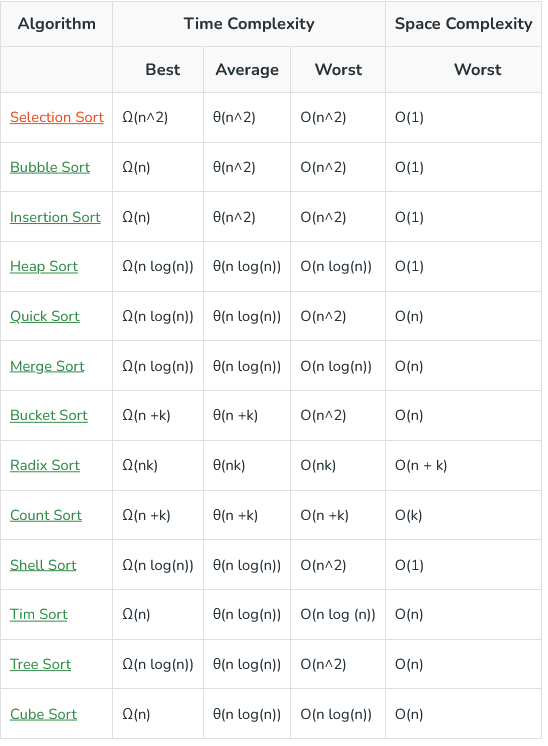 Algorithm Time Complexity Space Complexity
Best Average Worst Worst
Selection Sort Ω(n^2) θ(n^2) O(n^2) O(1)
Bubble Sort Ω(n) θ(n^2) O(n^2) O(1)
Insertion Sort Ω(n) θ(n^2) O(n^2) O(1)
Heap Sort Ω(n log(n)) θ(n log(n)) O(n log(n)) O(1)
Quick Sort Ω(n log(n)) θ(n log(n)) O(n^2) O(n)
Merge Sort Ω(n log(n)) θ(n log(n)) O(n log(n)) O(n)
Bucket Sort Ω(n +k) θ(n +k) O(n^2) O(n)
Radix Sort Ω(nk) θ(nk) O(nk) O(n + k)
Count Sort Ω(n +k) θ(n +k) O(n +k) O(k)
Shell Sort Ω(n log(n)) θ(n log(n)) O(n^2) O(1)
Tim Sort Ω(n) θ(n log(n)) O(n log (n)) O(n)
Tree Sort Ω(n log(n)) θ(n log(n)) O(n^2) O(n)
Cube Sort Ω(n) θ(n log(n)) O(n log(n)) O(n)